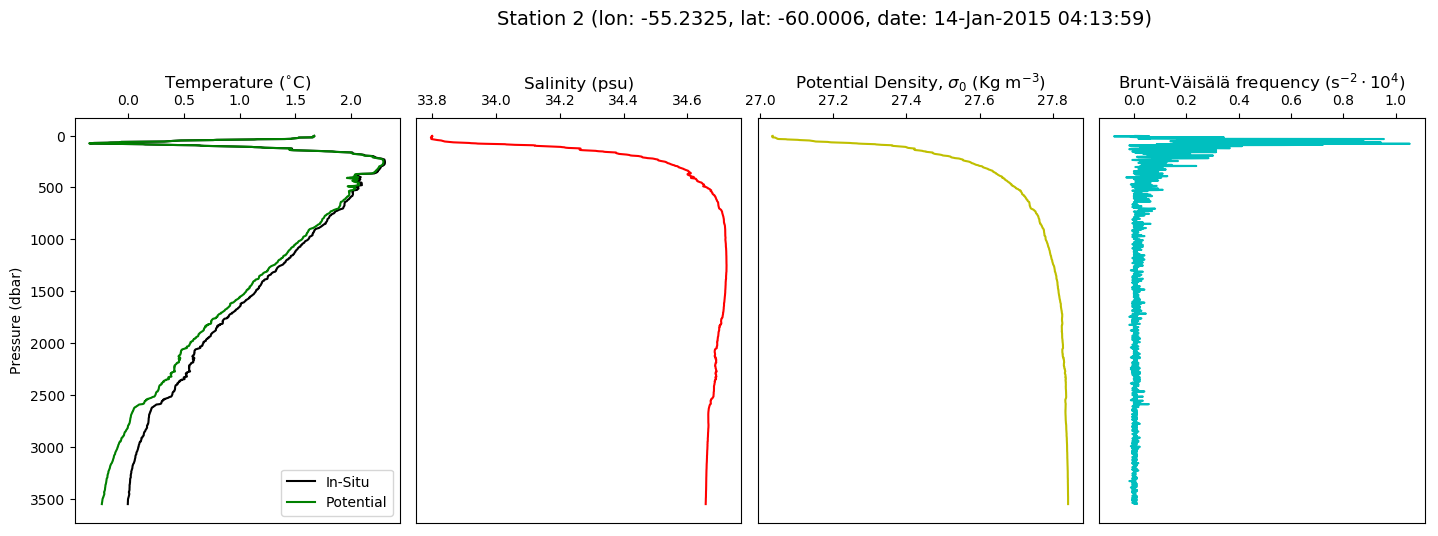 Station 2 (lon: -55.2325, lat: -60.0006, date: 14-Jan-2015 04:13:59)
Temperature (˚C)
0.0 0.5 1.0 1.5 2.0
Salinity (psu)
33.8 34.0 34.2 34.4 34.6
Potential Density, σ₀ (Kg m⁻³)
27.0 27.2 27.4 27.6 27.8
Brunt-Väisälä frequency (s⁻² · 10⁴)
0.0 0.2 0.4 0.6 0.8 1.0
Pressure (dbar)
0
500
1000
1500
2000
2500
3000
3500
In-Situ
Potential